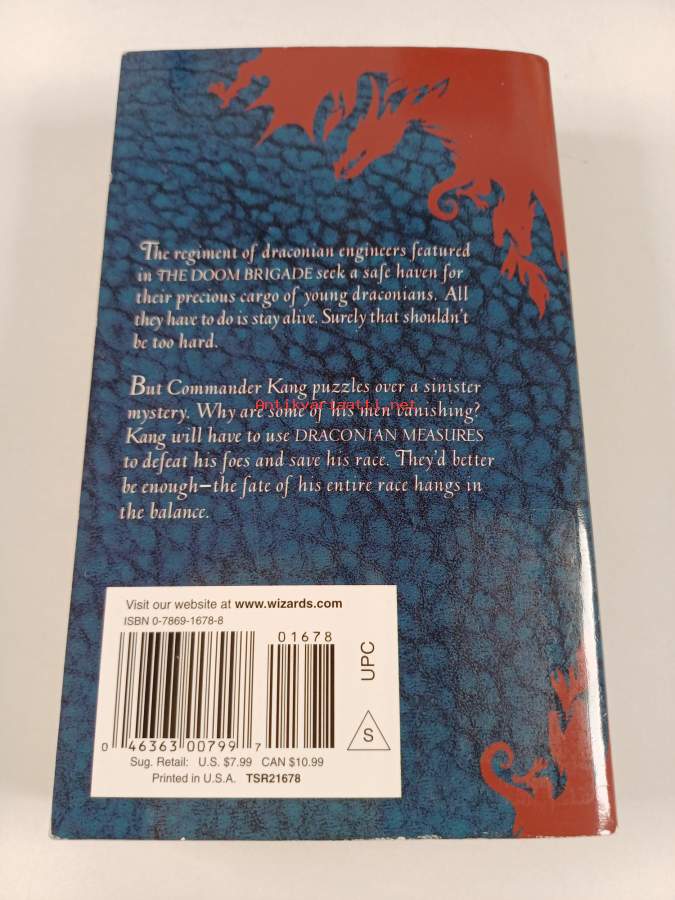 The regiment of draconian engineers featured
in THE DOOM BRIGADE seek a safe haven for
their precious cargo of young draconians. All
they have to do is stay alive. Surely that shouldn't
be too hard.
But Commander Kang puzzles over a sinister
mystery. Why are some of his men vanishing?
Antikvariaatti.net
Kang will have to use DRACONIAN MEASURES
to defeat his foes and save his race. They'd better
be enough—the fate of his entire race hangs in
the balance.
Visit our website at www.wizards.com
ISBN 0-7869-1678-8
01678
UPC
S
0 46363 00799 7
Sug. Retail: U.S. $7.99 CAN $10.99
Printed in U.S.A. TSR21678